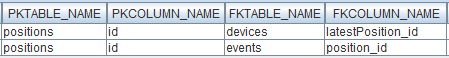 PKTABLE_NAME PKCOLUMN_NAME FKTABLE_NAME FKCOLUMN_NAME
positions id devices latestPosition_id
positions id events position_id